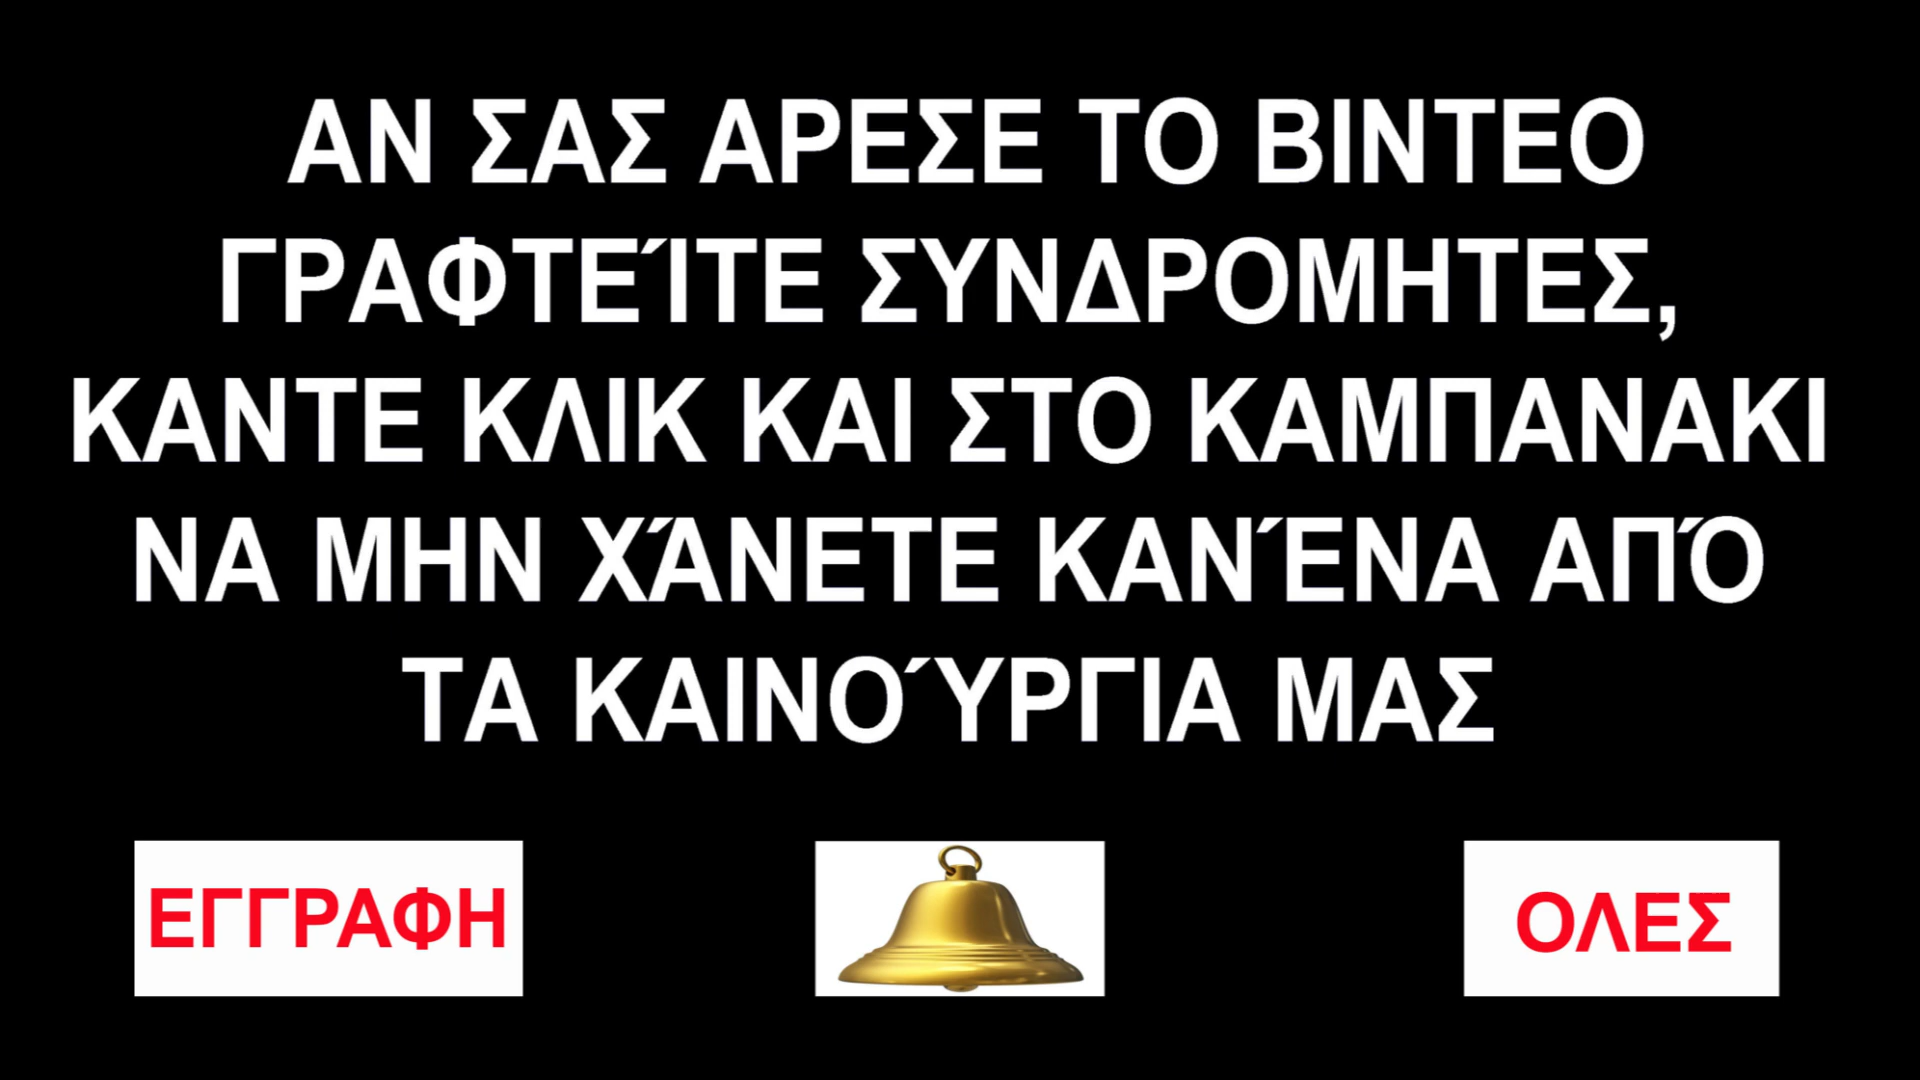 ΑΝ ΣΑΣ ΑΡΕΣΕ ΤΟ ΒΙΝΤΕΟ
ΓΡΑΦΤΕΊΤΕ ΣΥΝΔΡΟΜΗΤΕΣ,
ΚΑΝΤΕ ΚΛΙΚ ΚΑΙ ΣΤΟ ΚΑΜΠΑΝΑΚΙ
ΝΑ ΜΗΝ ΧΆΝΕΤΕ ΚΑΝΈΝΑ ΑΠΌ
ΤΑ ΚΑΙΝΟΎΡΓΙΑ ΜΑΣ
ΕΓΓΡΑΦΗ
ΟΛΕΣ